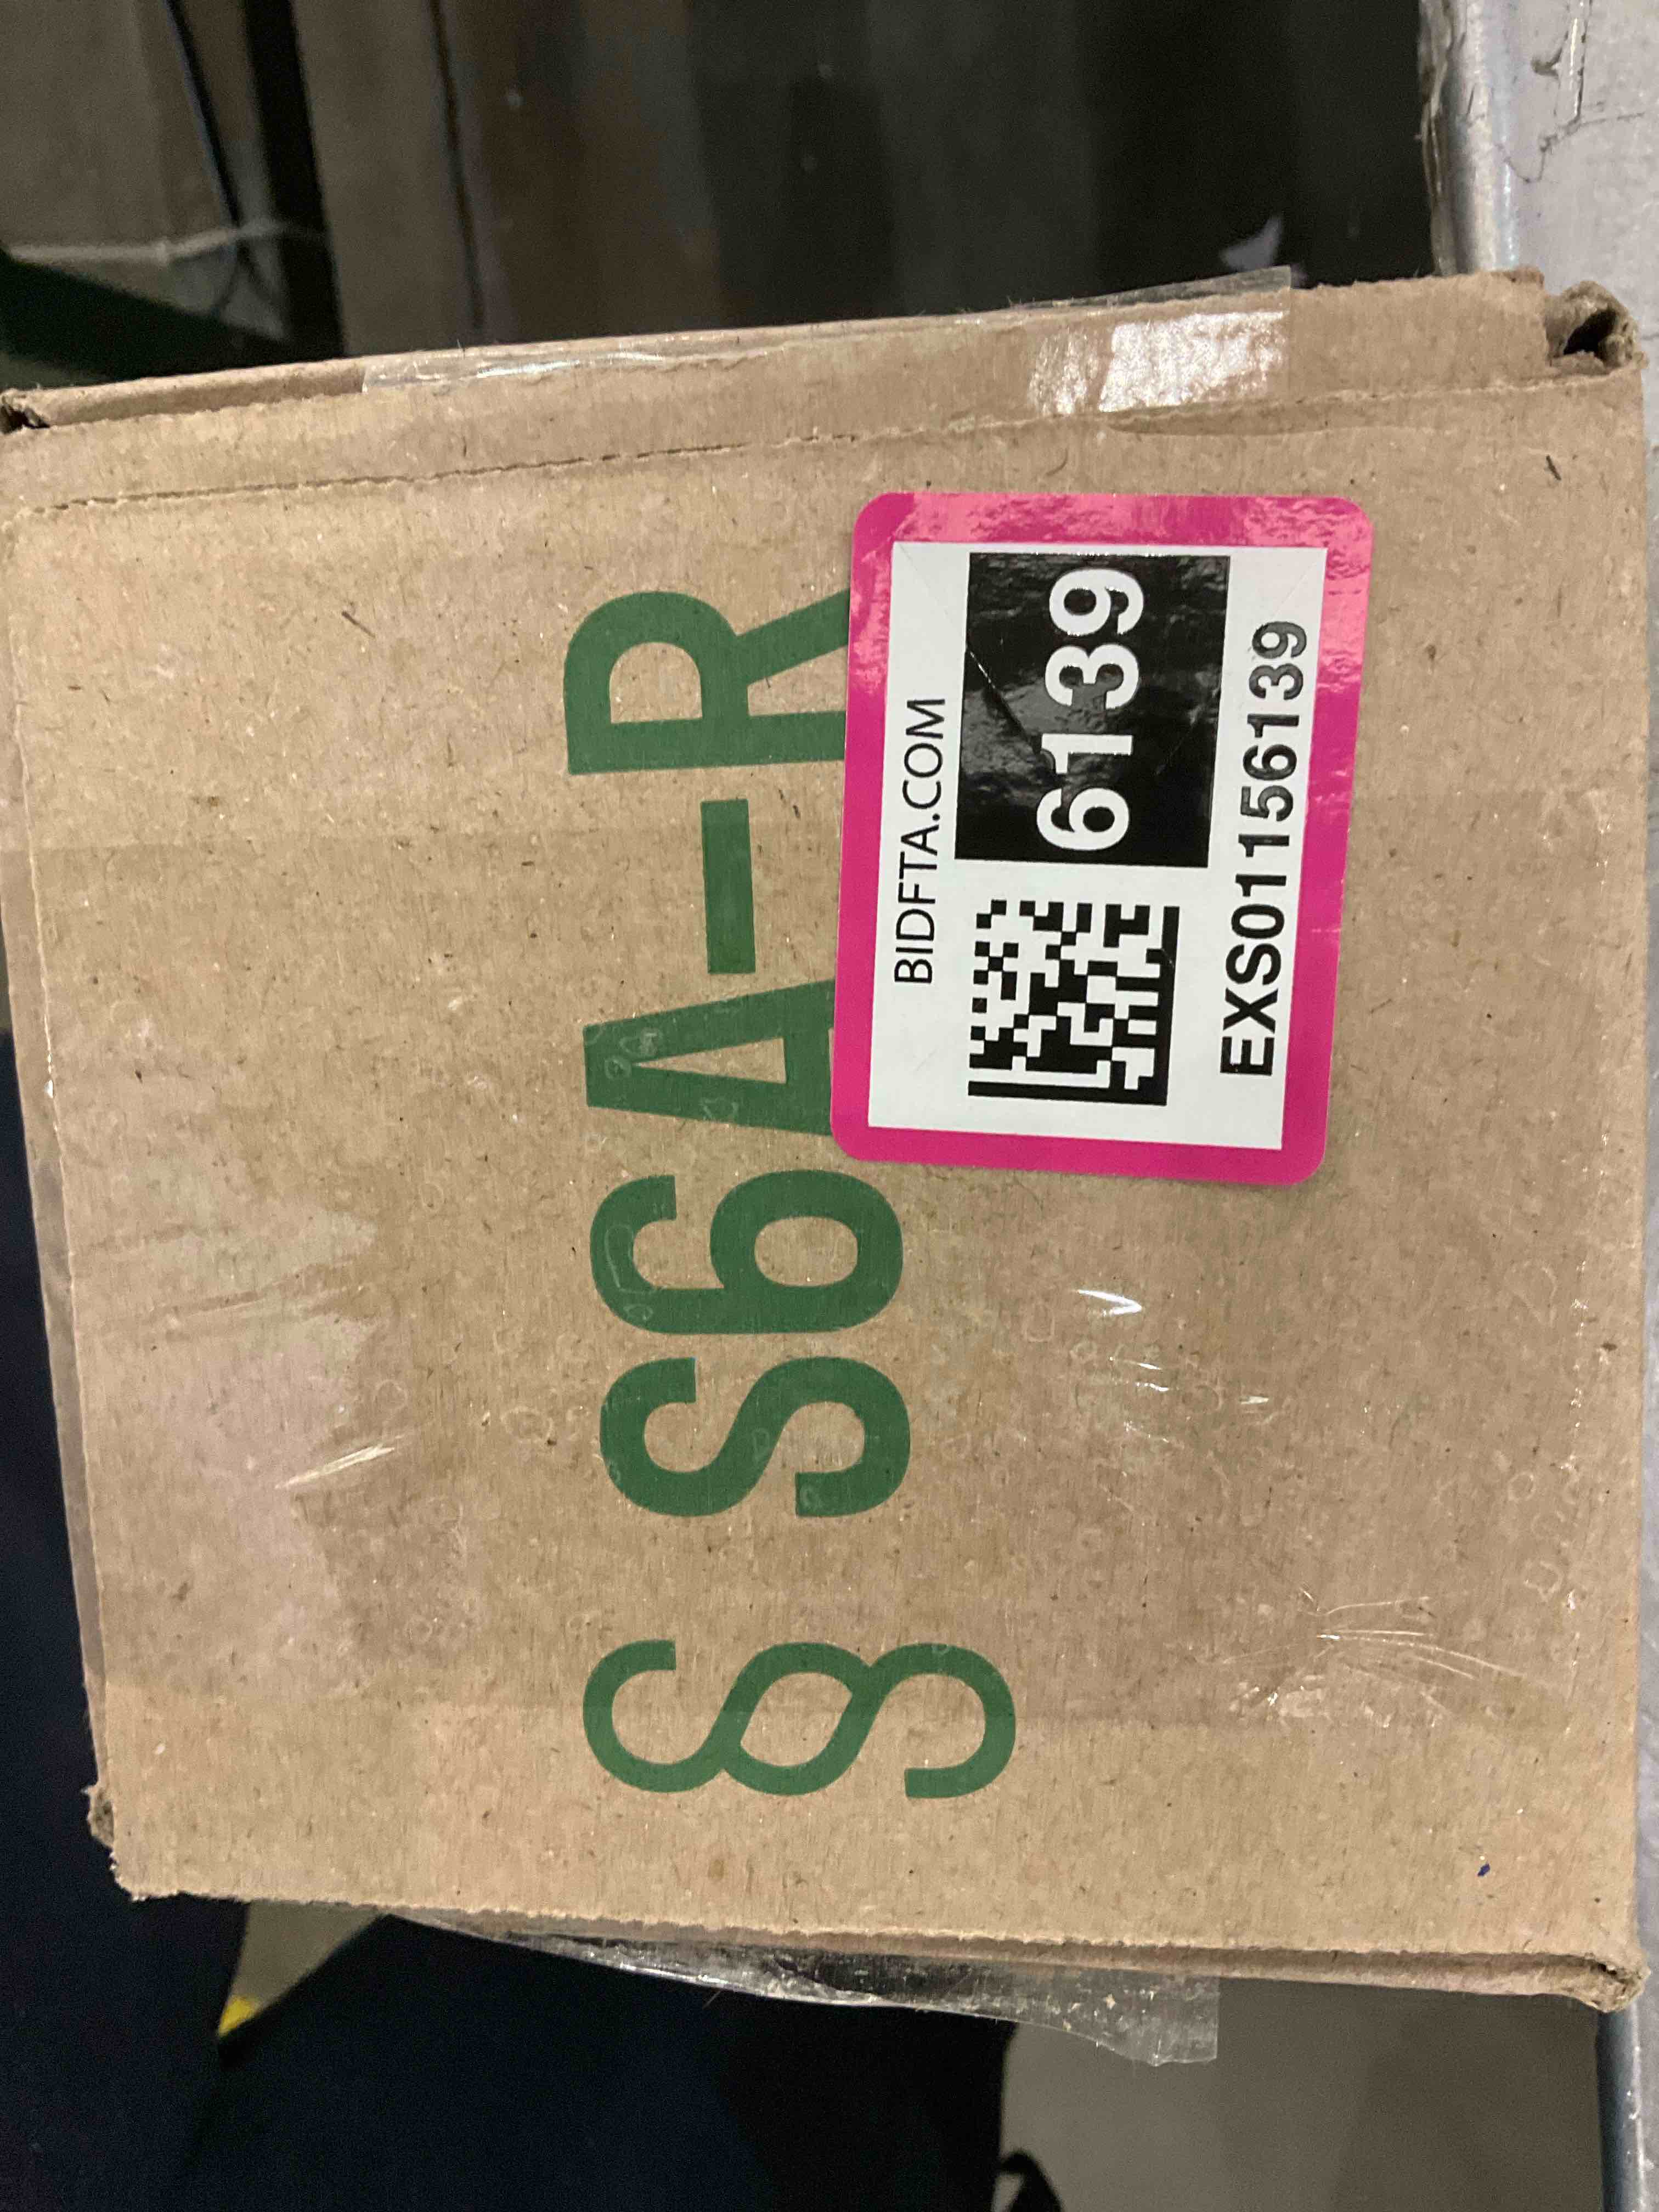 § S6A-R
BIDFTA.COM
6139
EXS01156139